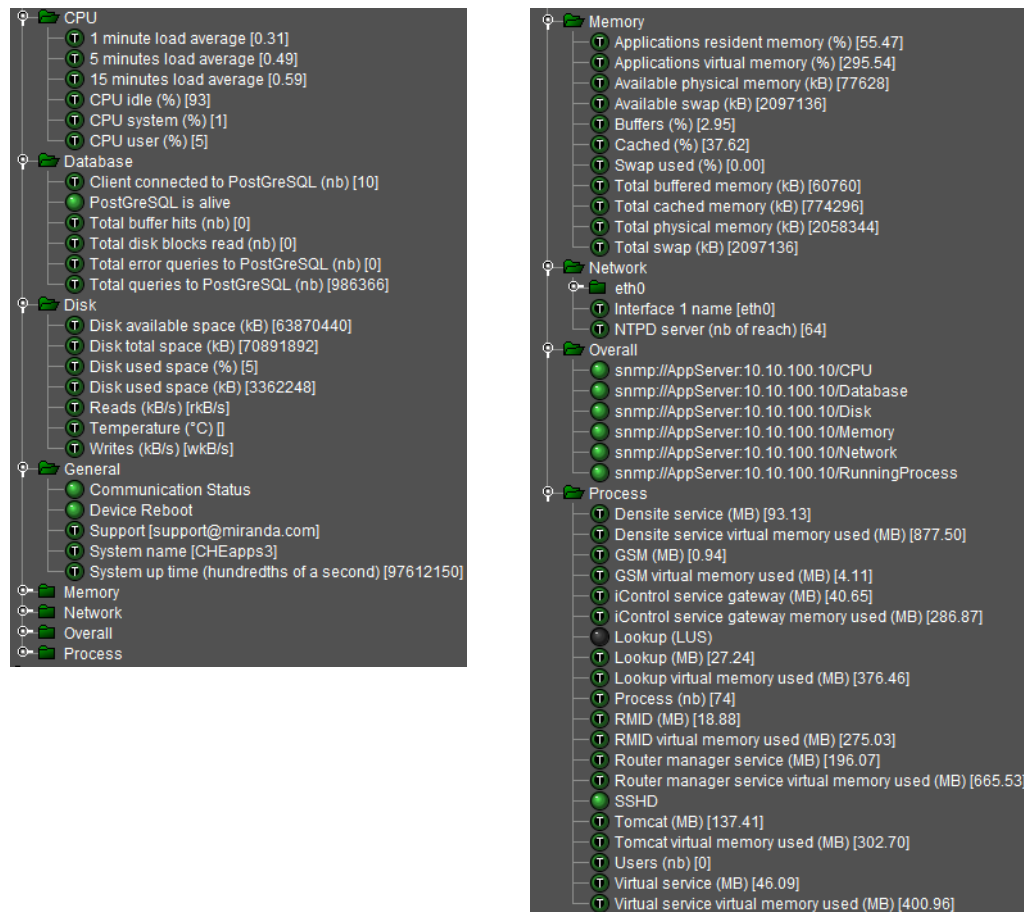 CPU
1 minute load average [0.31]
5 minutes load average [0.49]
15 minutes load average [0.59]
CPU idle (%) [93]
CPU system (%) [1]
CPU user (%) [5]
Database
Client connected to PostGreSQL (nb) [10]
PostGreSQL is alive
Total buffer hits (nb) [0]
Total disk blocks read (nb) [0]
Total error queries to PostGreSQL (nb) [0]
Total queries to PostGreSQL (nb) [986366]
Disk
Disk available space (kB) [63870440]
Disk total space (kB) [70891892]
Disk used space (%) [5]
Disk used space (kB) [3362248]
Reads (kB/s) [rkB/s]
Temperature (°C) []
Writes (kB/s) [wkB/s]
General
Communication Status
Device Reboot
Support [support@miranda.com]
System name [CHEapps3]
System up time (hundredths of a second) [97612150]
Memory
Network
Overall
Process
Memory
Applications resident memory (%) [55.47]
Applications virtual memory (%) [295.54]
Available physical memory (kB) [77628]
Available swap (kB) [2097136]
Buffers (%) [2.95]
Cached (%) [37.62]
Swap used (%) [0.00]
Total buffered memory (kB) [60760]
Total cached memory (kB) [774296]
Total physical memory (kB) [2058344]
Total swap (kB) [2097136]
Network
eth0
Interface 1 name [eth0]
NTPD server (nb of reach) [64]
Overall
snmp://AppServer:10.10.100.10/CPU
snmp://AppServer:10.10.100.10/Database
snmp://AppServer:10.10.100.10/Disk
snmp://AppServer:10.10.100.10/Memory
snmp://AppServer:10.10.100.10/Network
snmp://AppServer:10.10.100.10/RunningProcess
Process
Densite service (MB) [93.13]
Densite service virtual memory used (MB) [877.50]
GSM (MB) [0.94]
GSM virtual memory used (MB) [4.11]
iControl service gateway (MB) [40.65]
iControl service gateway memory used (MB) [286.87]
Lookup (LUS)
Lookup (MB) [27.24]
Lookup virtual memory used (MB) [376.46]
Process (nb) [74]
RMID (MB) [18.88]
RMID virtual memory used (MB) [275.03]
Router manager service (MB) [196.07]
Router manager service virtual memory used (MB) [665.53]
SSHD
Tomcat (MB) [137.41]
Tomcat virtual memory used (MB) [302.70]
Users (nb) [0]
Virtual service (MB) [46.09]
Virtual service virtual memory used (MB) [400.96]